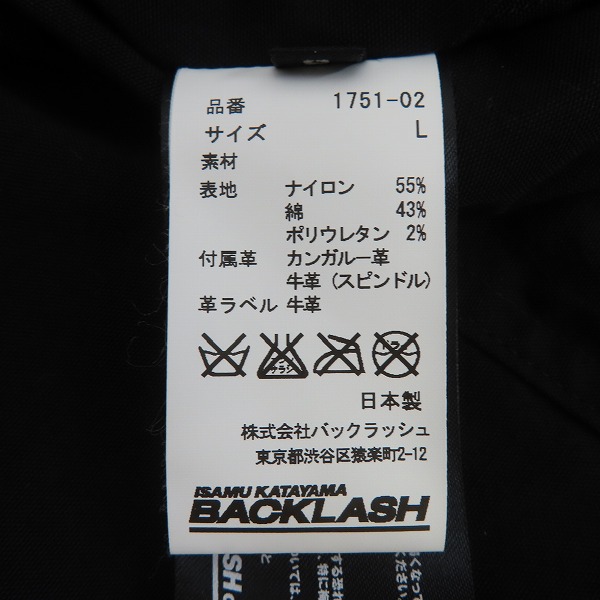 品番 1751-02
サイズ L
素材
表地 ナイロン 55%
綿 43%
ポリウレタン 2%
付属革 カンガルー革
牛革 (スピンドル)
革ラベル 牛革
日本製
株式会社バックラッシュ
東京都渋谷区猿楽町2-12
ISAMU KATAYAMA
BACKLASH